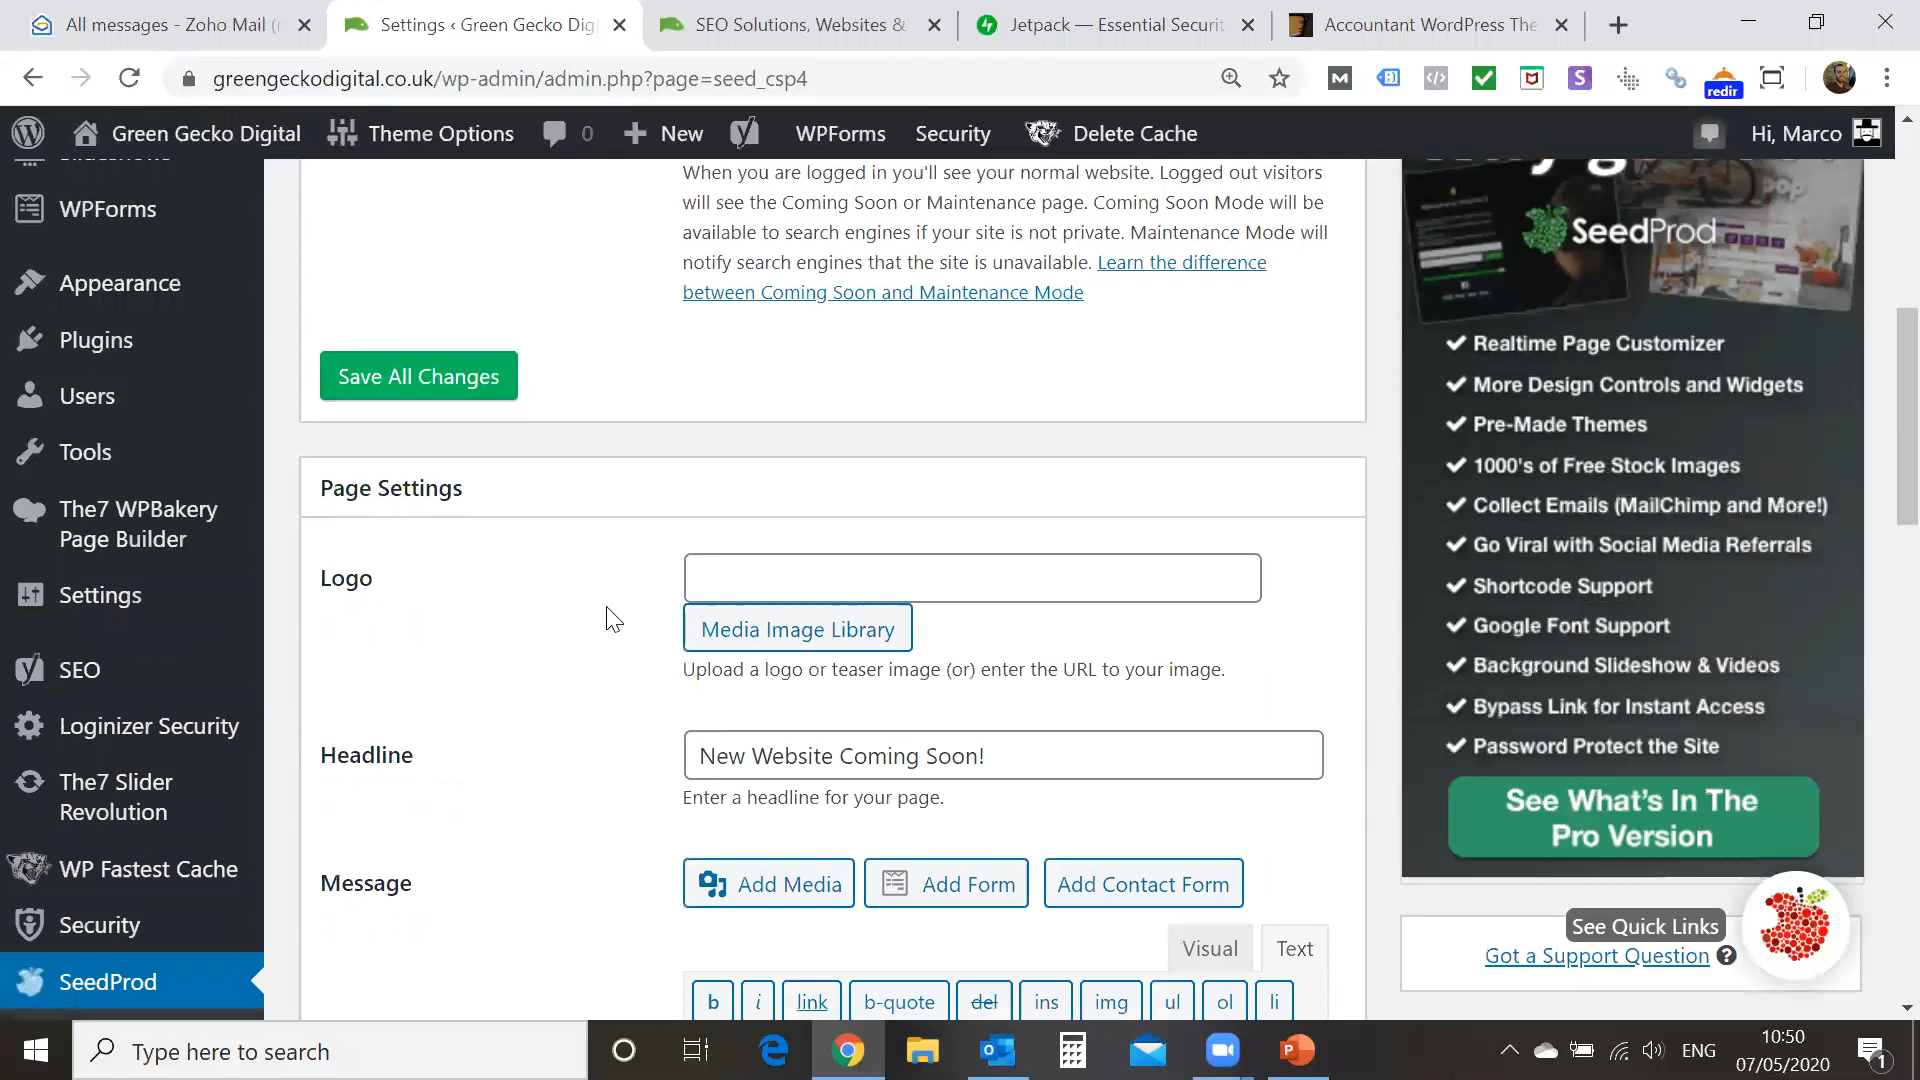 All messages - Zoho Mail (
Settings ‹ Green Gecko Dig
SEO Solutions, Websites &
Jetpack — Essential Securit
Accountant WordPress The
greengeckodigital.co.uk/wp-admin/admin.php?page=seed_csp4
redir
Green Gecko Digital
Theme Options
0
New
WPForms
Security
Delete Cache
Hi, Marco
WPForms
Appearance
Plugins
Users
Tools
The7 WPBakery
Page Builder
Settings
SEO
Loginizer Security
The7 Slider
Revolution
WP Fastest Cache
Security
SeedProd
When you are logged in you'll see your normal website. Logged out visitors
will see the Coming Soon or Maintenance page. Coming Soon Mode will be
available to search engines if your site is not private. Maintenance Mode will
notify search engines that the site is unavailable. Learn the difference
between Coming Soon and Maintenance Mode
Save All Changes
Page Settings
Logo
Media Image Library
Upload a logo or teaser image (or) enter the URL to your image.
Headline
New Website Coming Soon!
Enter a headline for your page.
Message
Add Media
Add Form
Add Contact Form
Visual
Text
b
i
link
b-quote
del
ins
img
ul
ol
li
pop
SeedProd
Realtime Page Customizer
More Design Controls and Widgets
Pre-Made Themes
1000's of Free Stock Images
Collect Emails (MailChimp and More!)
Go Viral with Social Media Referrals
Shortcode Support
Google Font Support
Background Slideshow & Videos
Bypass Link for Instant Access
Password Protect the Site
See What's In The
Pro Version
See Quick Links
Got a Support Question
Type here to search
ENG
10:50
07/05/2020
1